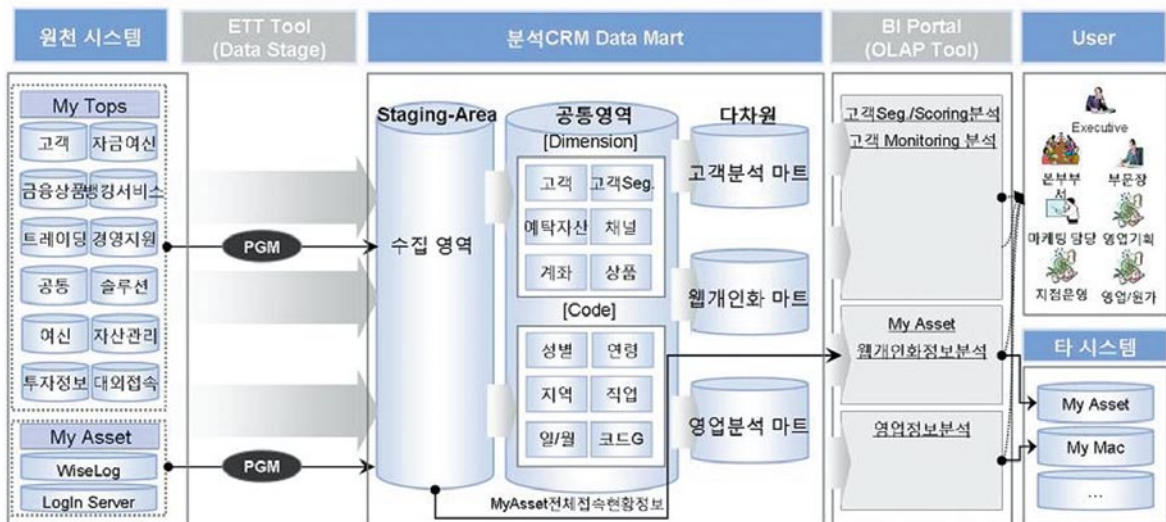 원천 시스템
ETT Tool
(Data Stage)
분석CRM Data Mart
BI Portal
(OLAP Tool)
User
My Tops
고객
자금여신
금융상품
뱅킹서비스
트레이딩
경영지원
공통
솔루션
여신
자산관리
투자정보
대외접속
My Asset
WiseLog
LogIn Server
PGM
PGM
Staging-Area
수집 영역
공통영역
[Dimension]
고객
고객Seg.
예탁자산
채널
계좌
상품
[Code]
성별
연령
지역
직업
일/월
코드G
다차원
고객분석 마트
웹개인화 마트
영업분석 마트
MyAsset전체접속현황정보
고객Seg./Scoring분석
고객 Monitoring 분석
My Asset
웹개인화정보분석
영업정보분석
Executive
본부부
서
부문장
마케팅 담당
영업기획
지점운영
영업/원가
타 시스템
My Asset
My Mac
...